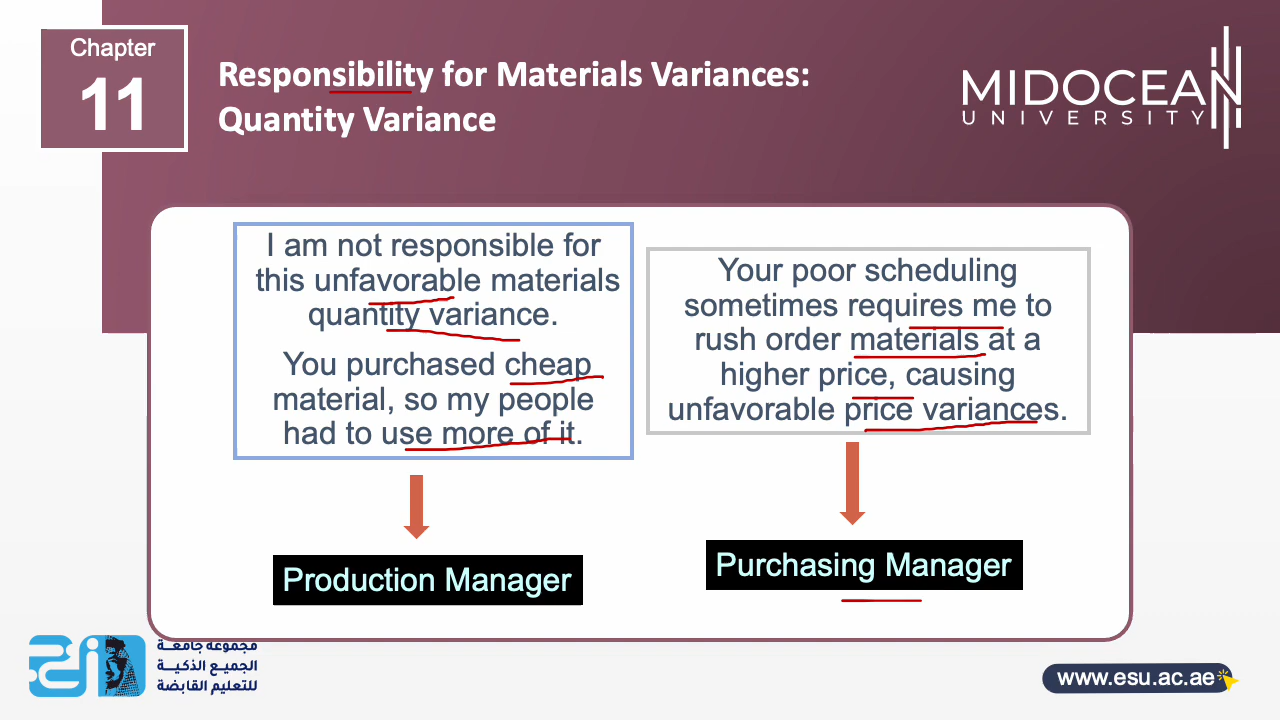 Chapter
11
Responsibility for Materials Variances:
Quantity Variance
MIDOCEAN
UNIVERSITY
I am not responsible for
this unfavorable materials
quantity variance.
You purchased cheap
material, so my people
had to use more of it.
Your poor scheduling
sometimes requires me to
rush order materials at a
higher price, causing
unfavorable price variances.
Production Manager
Purchasing Manager
مجموعة جامعة
الجميع الذكية
للتعليم القابضة
www.esu.ac.ae